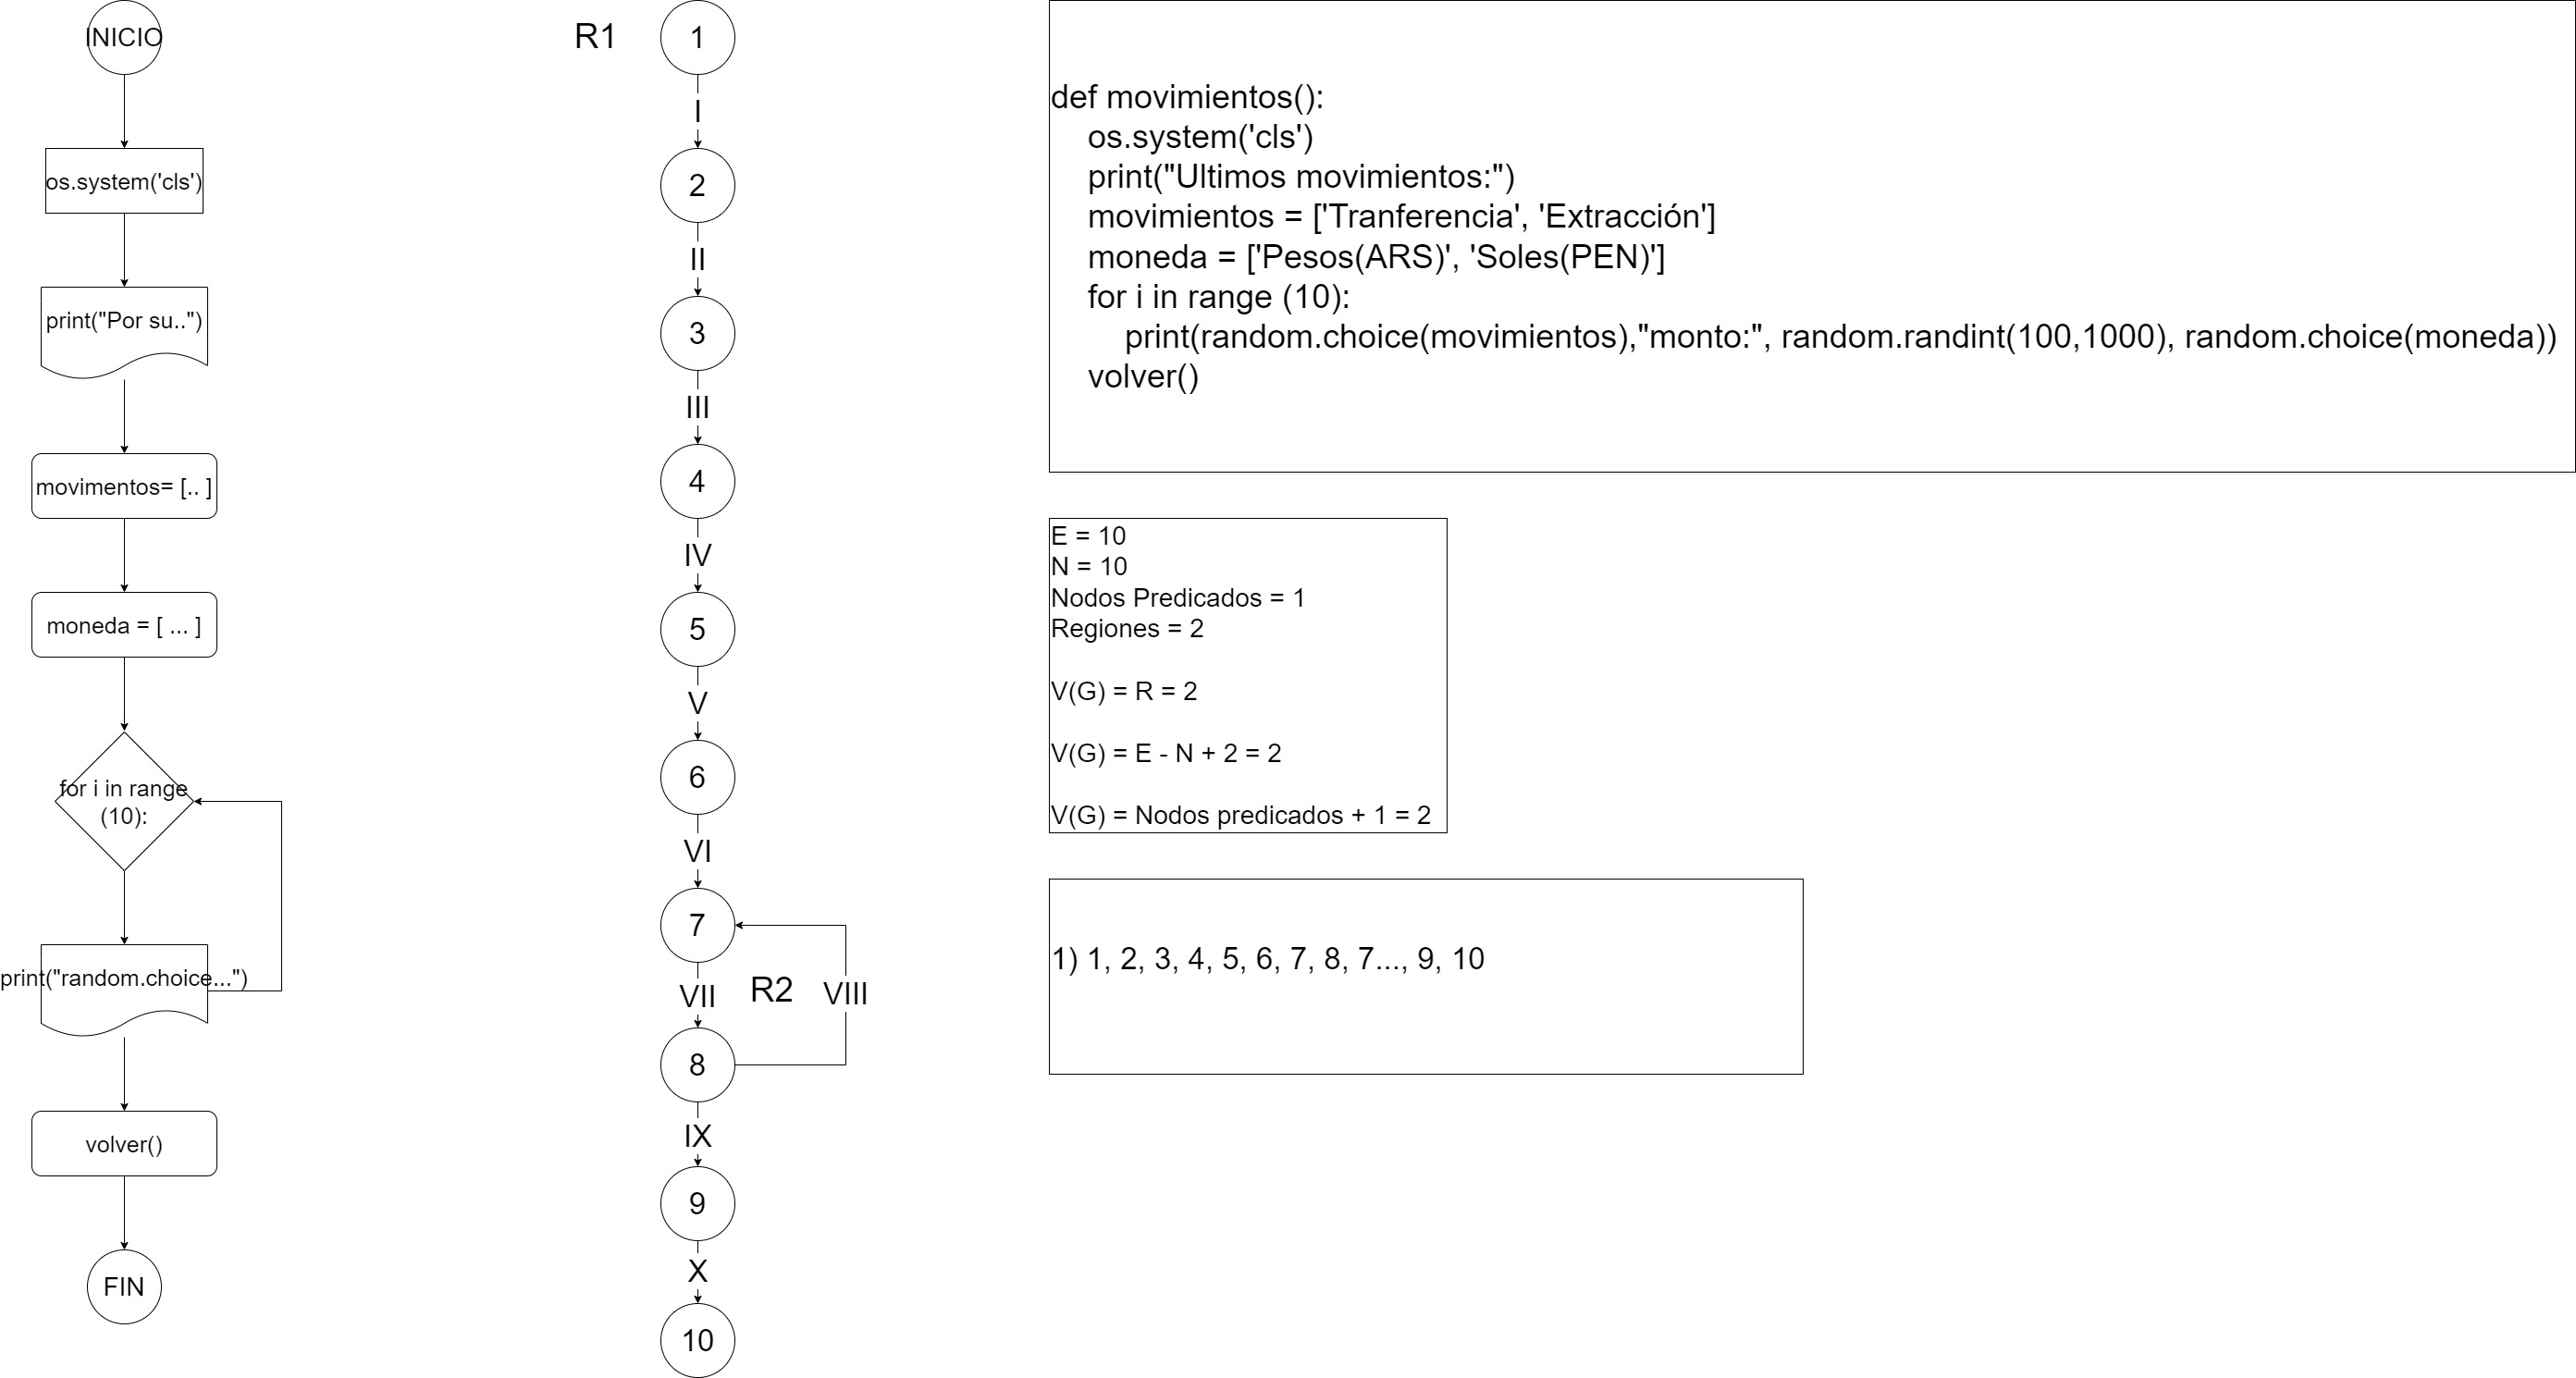 INICIO
os.system('cls')
print("Por su..")
movimentos= [.. ]
moneda = [ ... ]
for i in range
(10):
print("random.choice...")
volver()
FIN
R1
1
I
2
II
3
III
4
IV
5
V
6
VI
7
VII
R2
VIII
8
IX
9
X
10
def movimientos():
os.system('cls')
print("Ultimos movimientos:")
movimientos = ['Tranferencia', 'Extracción']
moneda = ['Pesos(ARS)', 'Soles(PEN)']
for i in range (10):
print(random.choice(movimientos),"monto:", random.randint(100,1000), random.choice(moneda))
volver()
E = 10
N = 10
Nodos Predicados = 1
Regiones = 2
V(G) = R = 2
V(G) = E - N + 2 = 2
V(G) = Nodos predicados + 1 = 2
1) 1, 2, 3, 4, 5, 6, 7, 8, 7..., 9, 10